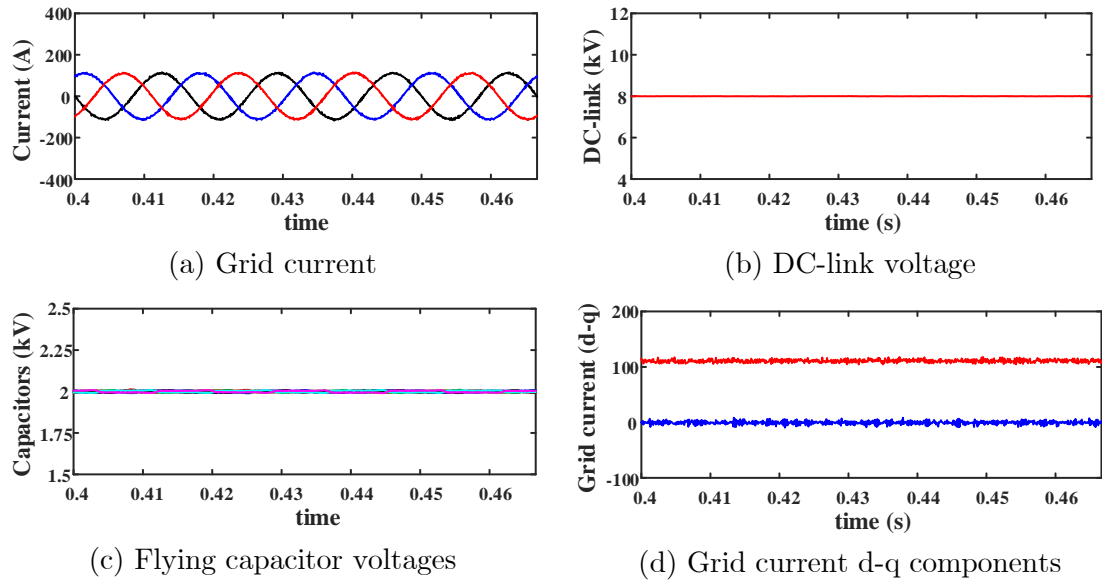 Current (A)
400
200
0
-200
-400
0.4 0.41 0.42 0.43 0.44 0.45 0.46
time
(a) Grid current
DC-link (kV)
12
10
8
6
4
0.4 0.41 0.42 0.43 0.44 0.45 0.46
time (s)
(b) DC-link voltage
Capacitors (kV)
2.5
2.25
2
1.75
1.5
0.4 0.41 0.42 0.43 0.44 0.45 0.46
time
(c) Flying capacitor voltages
Grid current (d-q)
200
100
0
-100
0.4 0.41 0.42 0.43 0.44 0.45 0.46
time (s)
(d) Grid current d-q components